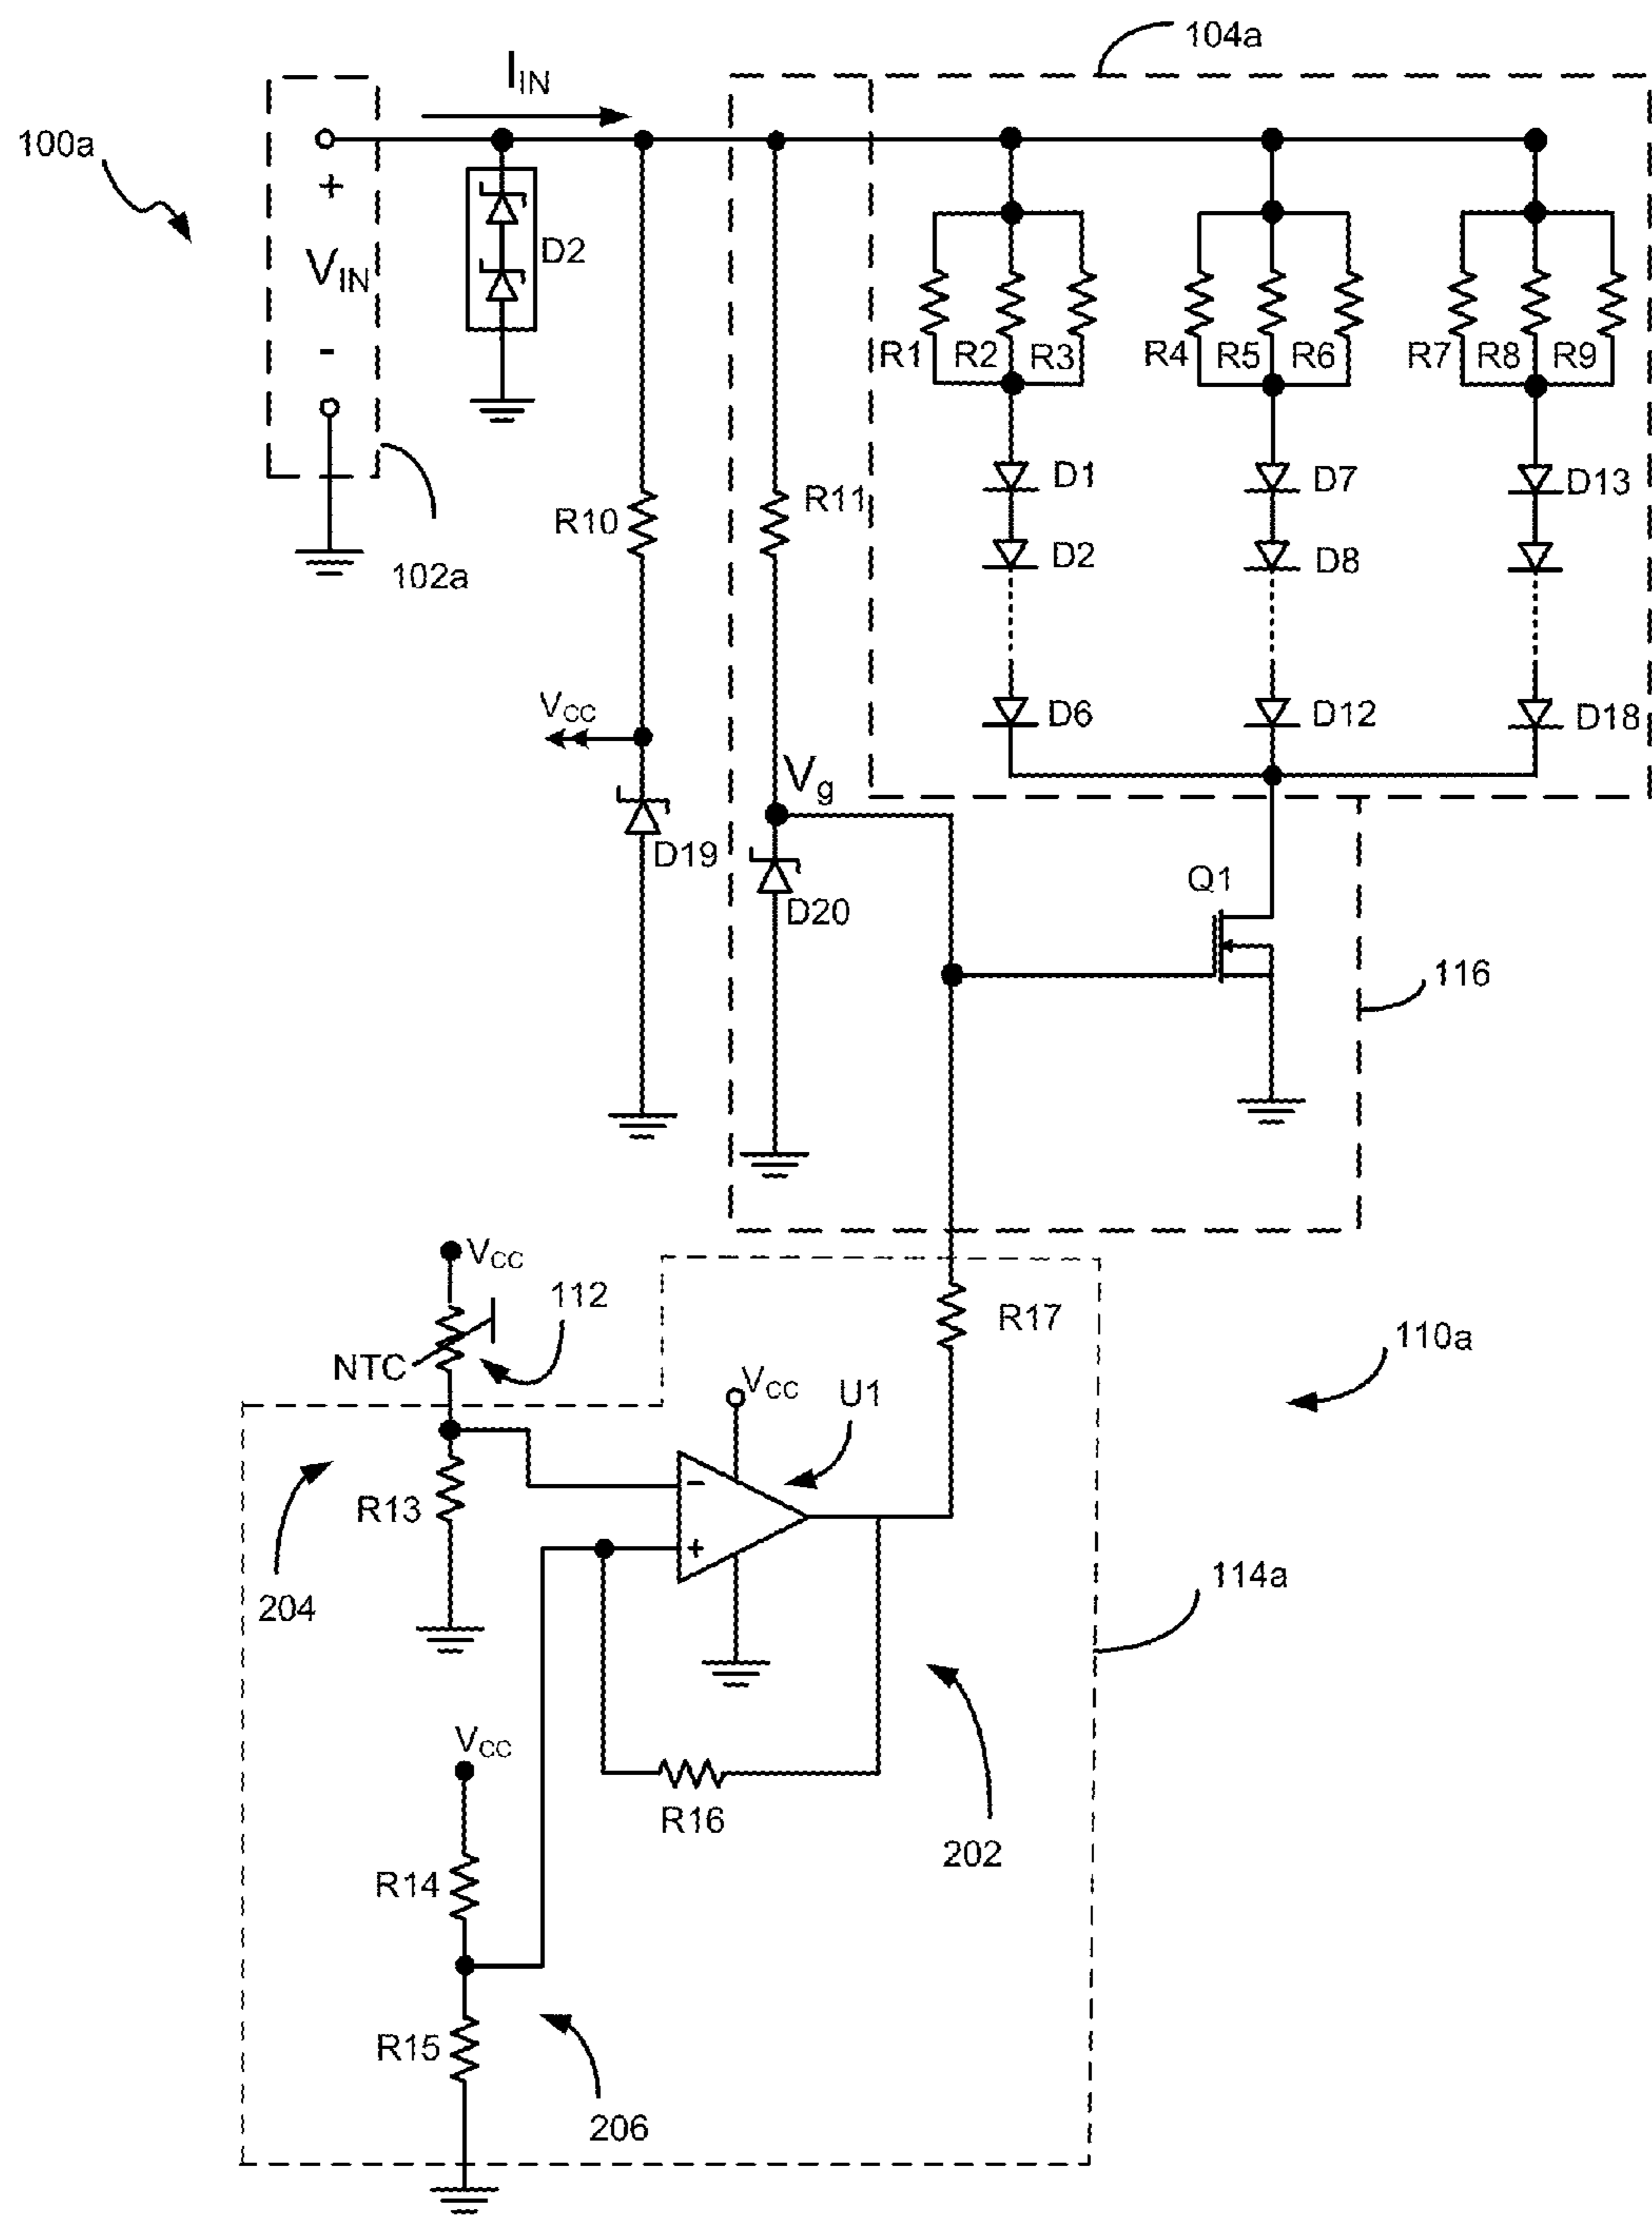 104a
I_IN
100a
+
V_IN
-
D2
R1 R2 R3 R4 R5 R6 R7 R8 R9
D1 D7 D13
R10 R11
102a
D2 D8
V_CC
D6 D12 D18
V_g
D19
D20
Q1
116
V_CC
112
NTC
R17
110a
V_CC
U1
R13
-
+
204
114a
V_CC
R16
202
R14
R15
206